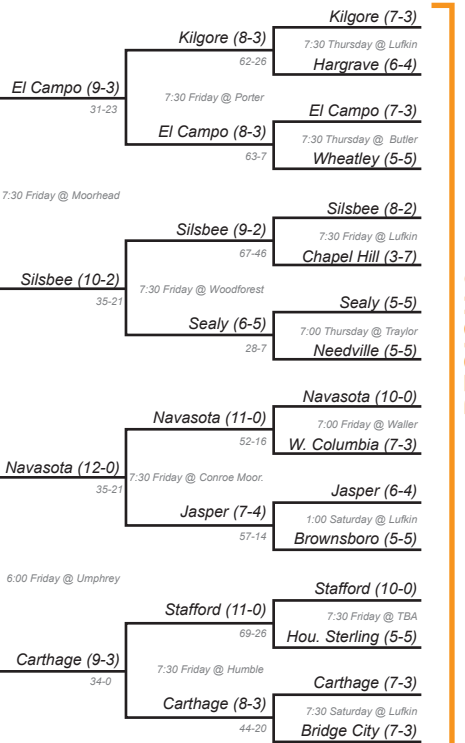 Kilgore (7-3)
Kilgore (8-3)
7:30 Thursday @ Lufkin
62-26
Hargrave (6-4)
El Campo (9-3)
7:30 Friday @ Porter
31-23
El Campo (7-3)
El Campo (8-3)
7:30 Thursday @ Butler
63-7
Wheatley (5-5)
7:30 Friday @ Moorhead
Silsbee (8-2)
Silsbee (9-2)
7:30 Friday @ Lufkin
67-46
Chapel Hill (3-7)
Silsbee (10-2)
7:30 Friday @ Woodforest
35-21
Sealy (5-5)
Sealy (6-5)
7:00 Thursday @ Traylor
28-7
Needville (5-5)
Navasota (10-0)
Navasota (11-0)
7:00 Friday @ Waller
52-16
W. Columbia (7-3)
Navasota (12-0)
7:30 Friday @ Conroe Moor.
35-21
Jasper (6-4)
Jasper (7-4)
1:00 Saturday @ Lufkin
57-14
Brownsboro (5-5)
6:00 Friday @ Umphrey
Stafford (10-0)
Stafford (11-0)
7:30 Friday @ TBA
69-26
Hou. Sterling (5-5)
Carthage (9-3)
7:30 Friday @ Humble
34-0
Carthage (7-3)
Carthage (8-3)
7:30 Saturday @ Lufkin
44-20
Bridge City (7-3)